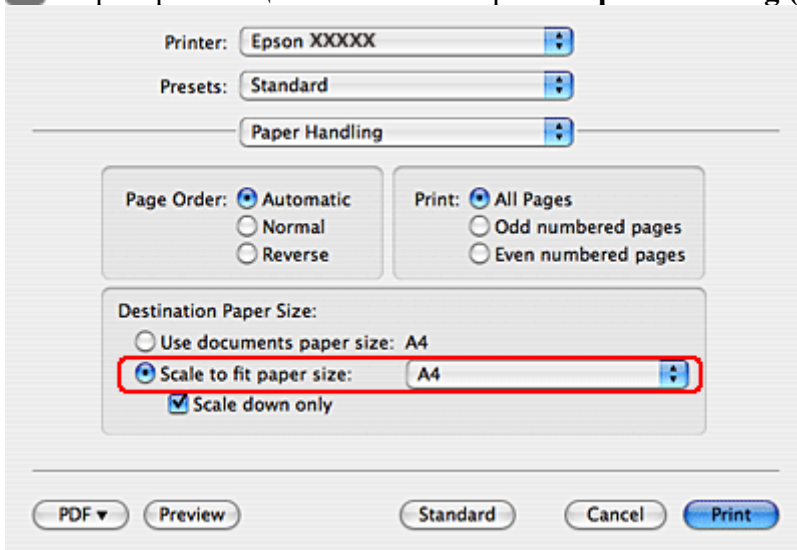 Printer: Epson XXXXX
Presets: Standard
Paper Handling
Page Order: Automatic Print: All Pages
Normal Odd numbered pages
Reverse Even numbered pages
Destination Paper Size:
Use documents paper size: A4
Scale to fit paper size: A4
Scale down only
PDF ▾ Preview Standard Cancel Print